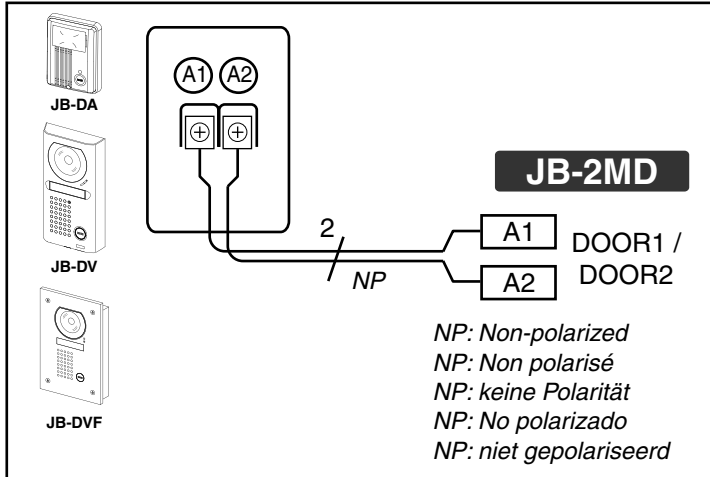 JB-DA
JB-DV
JB-DVF
A1 A2
2
NP
JB-2MD
A1
A2
DOOR1 /
DOOR2
NP: Non-polarized
NP: Non polarisé
NP: keine Polarität
NP: No polarizado
NP: niet gepolariseerd